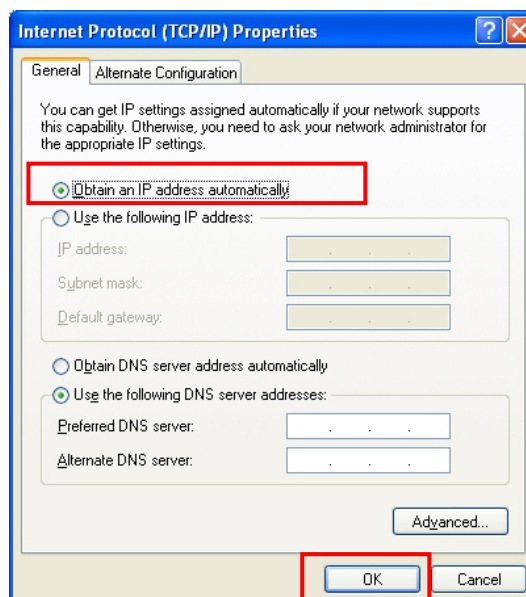 Internet Protocol (TCP/IP) Properties
General
Alternate Configuration
You can get IP settings assigned automatically if your network supports
this capability. Otherwise, you need to ask your network administrator for
the appropriate IP settings.
Obtain an IP address automatically
Use the following IP address:
IP address:
Subnet mask:
Default gateway:
Obtain DNS server address automatically
Use the following DNS server addresses:
Preferred DNS server:
Alternate DNS server:
Advanced...
OK
Cancel